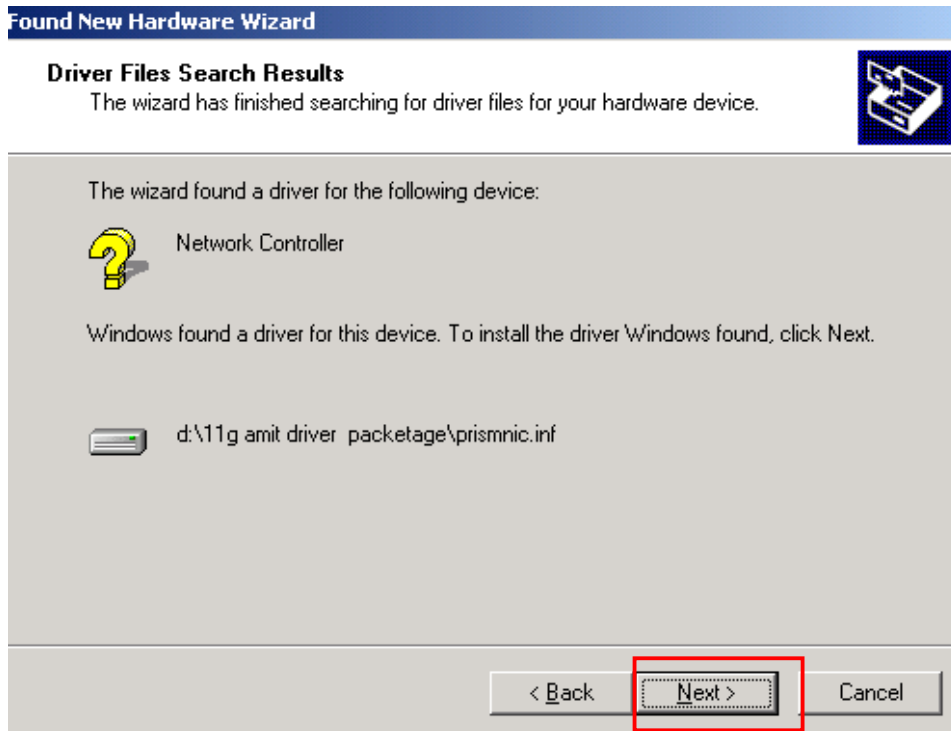 Found New Hardware Wizard
Driver Files Search Results
The wizard has finished searching for driver files for your hardware device.
The wizard found a driver for the following device:
Network Controller
Windows found a driver for this device. To install the driver Windows found, click Next.
d:\11g amit driver  packetage\prismnic.inf
< Back Next > Cancel